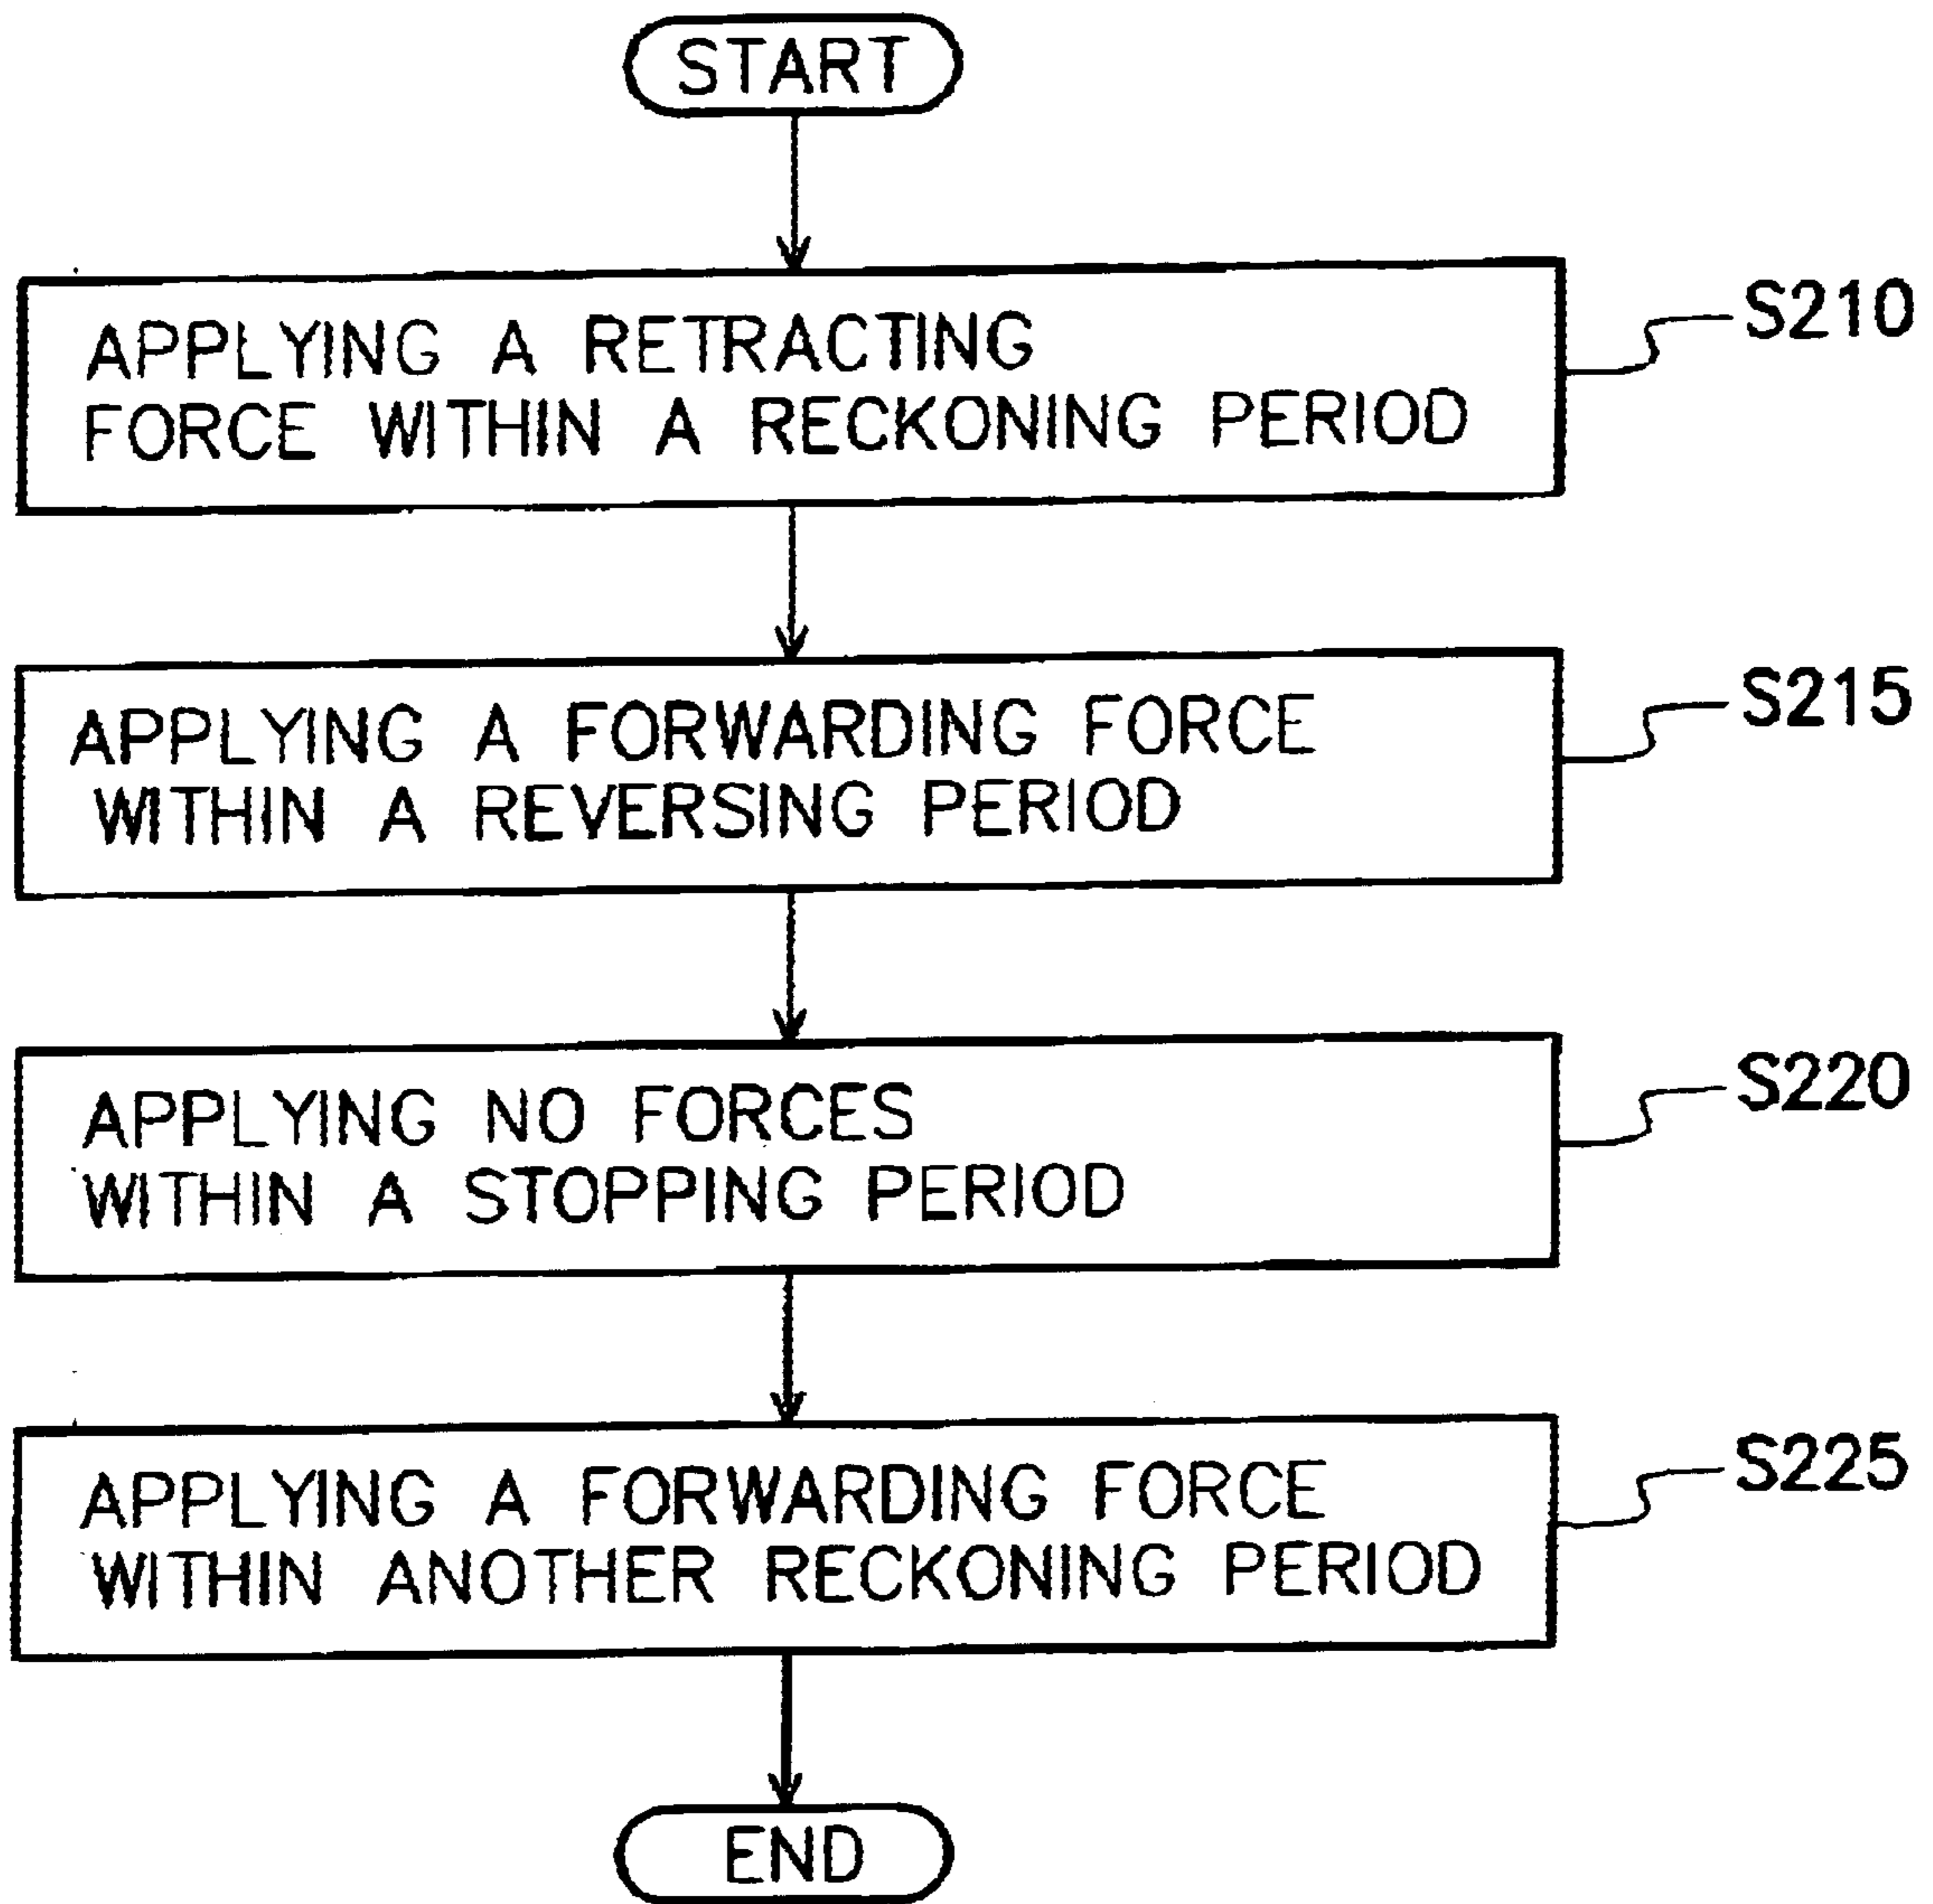 START
APPLYING A RETRACTING
FORCE WITHIN A RECKONING PERIOD
S210
APPLYING A FORWARDING FORCE
WITHIN A REVERSING PERIOD
S215
APPLYING NO FORCES
WITHIN A STOPPING PERIOD
S220
APPLYING A FORWARDING FORCE
WITHIN ANOTHER RECKONING PERIOD
S225
END